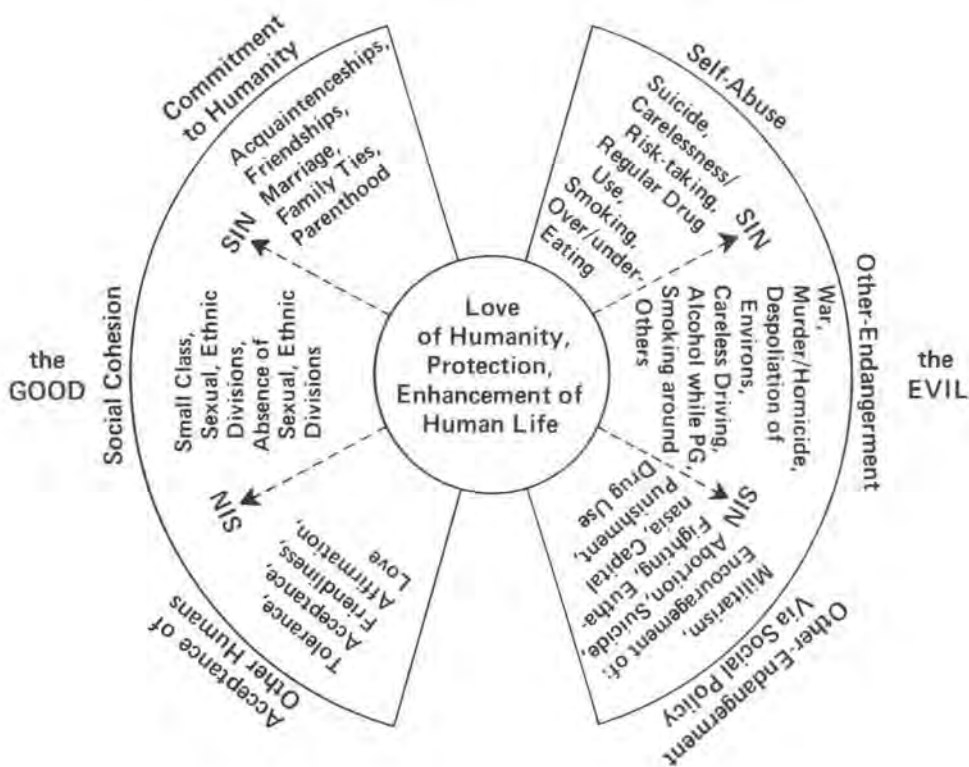 Commitment
to Humanity
Acquaintenceships,
Friendships,
Marriage,
Family Ties,
Parenthood
SIN
the
GOOD
Social Cohesion
Small Class,
Sexual, Ethnic
Divisions,
Absence of
Sexual, Ethnic
Divisions
SIN
Acceptance of
Other Humans
Tolerance,
Acceptance,
Friendliness,
Affirmation,
Love
Love
of Humanity,
Protection,
Enhancement of
Human Life
Self-Abuse
Suicide,
Carelessness/
Risk-taking,
Regular Drug
Use,
Smoking,
Over/under-
Eating
SIN
the
EVIL
Other-Endangerment
War,
Murder/Homicide,
Despoliation of
Environs,
Careless Driving,
Alcohol while PG,
Smoking around
Others
SIN
Other-Endangerment
Via Social Policy
Militarism,
Encouragement of:
Abortion, Suicide,
Fighting, Eutha-
nasia, Capital
Punishment,
Drug Use